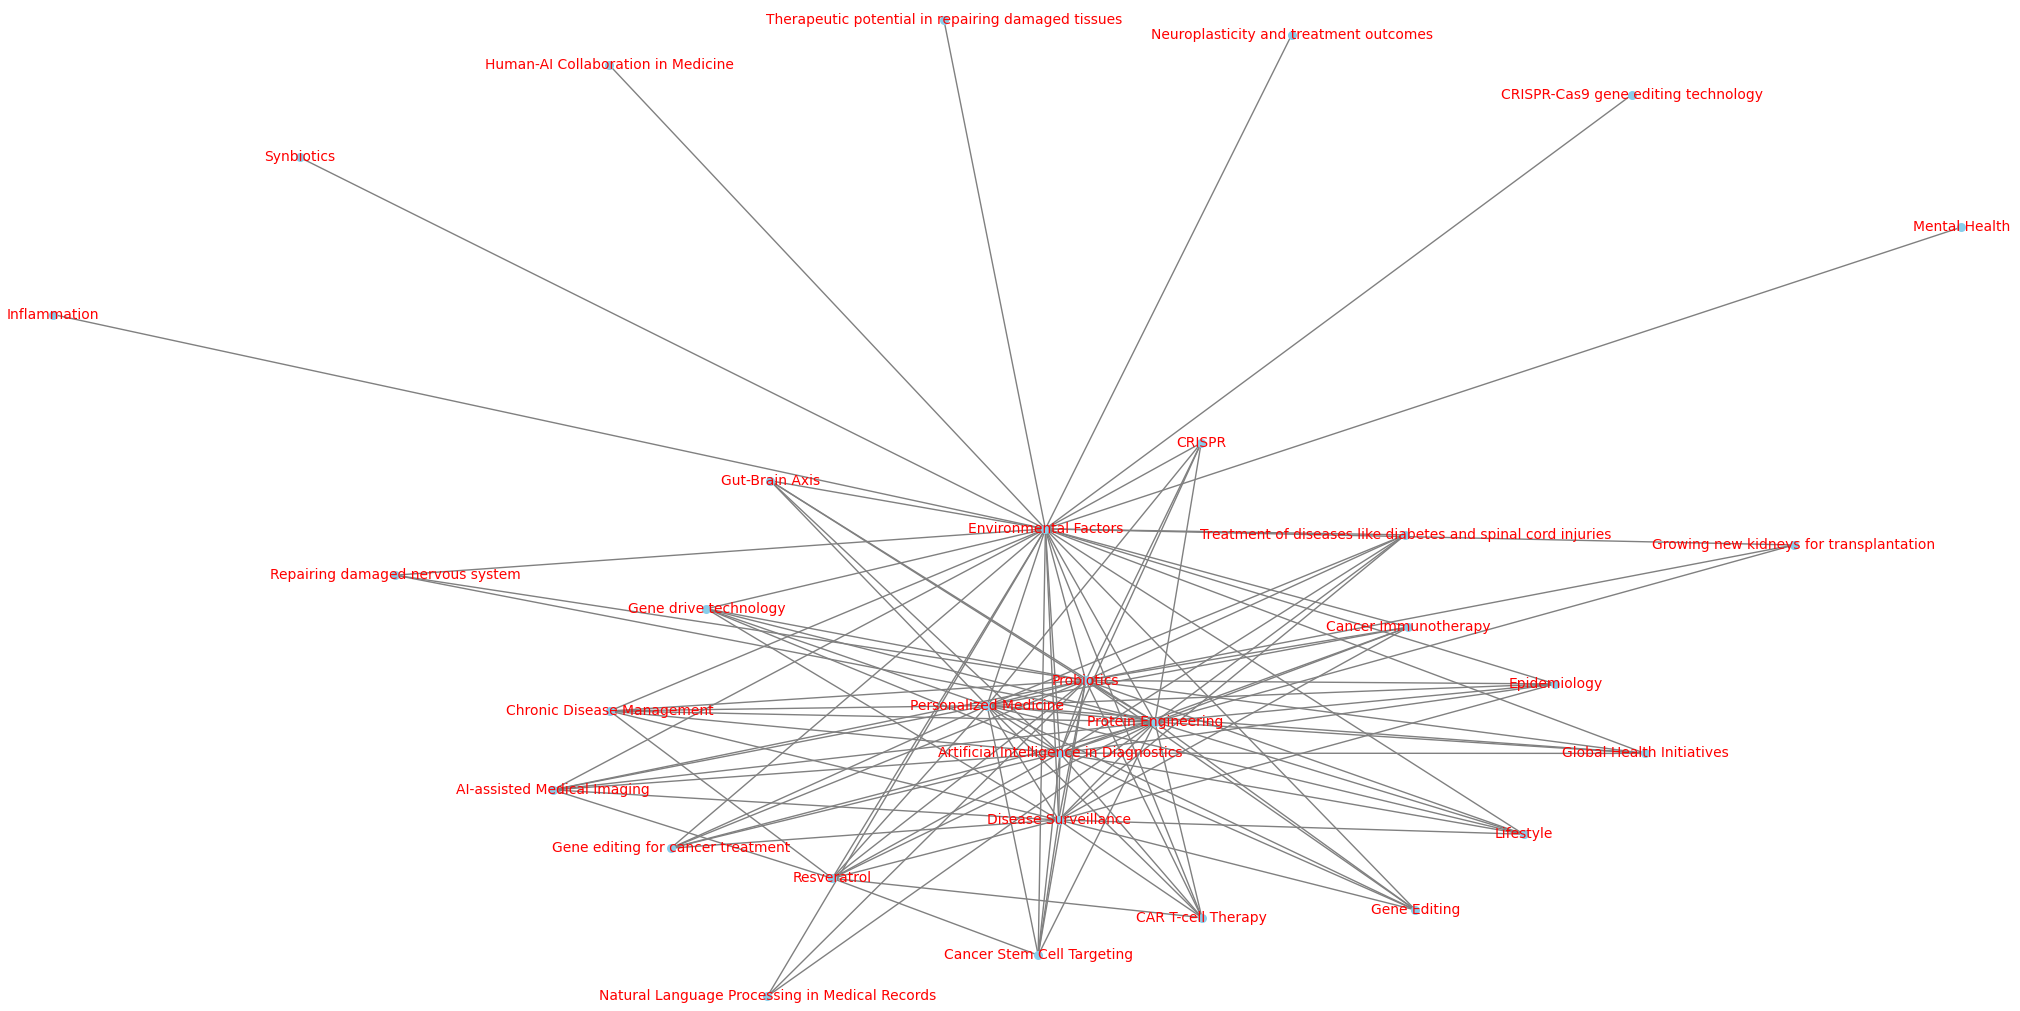 Therapeutic potential in repairing damaged tissues
Neuroplasticity and treatment outcomes
Human-AI Collaboration in Medicine
CRISPR-Cas9 gene editing technology
Synbiotics
Mental Health
Inflammation
CRISPR
Gut-Brain Axis
Environmental Factors
Treatment of diseases like diabetes and spinal cord injuries
Growing new kidneys for transplantation
Repairing damaged nervous system
Gene drive technology
Cancer Immunotherapy
Probiotics
Epidemiology
Personalized Medicine
Chronic Disease Management
Protein Engineering
Artificial Intelligence in Diagnostics
Global Health Initiatives
AI-assisted Medical Imaging
Disease Surveillance
Lifestyle
Gene editing for cancer treatment
Resveratrol
Gene Editing
CAR T-cell Therapy
Cancer Stem Cell Targeting
Natural Language Processing in Medical Records